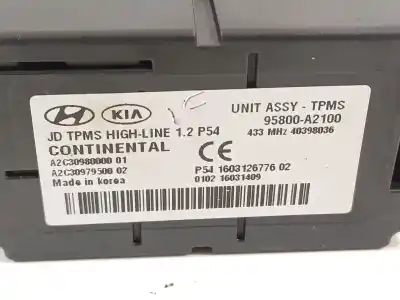 KIA
UNIT ASSY - TPMS
JD TPMS HIGH-LINE 1.2 P54
95800-A2100
CONTINENTAL
433 MHz 40398036
A2C30980000 01
CE
A2C30979500 02
P54 1603126776 02
Made in korea
0102 16031409